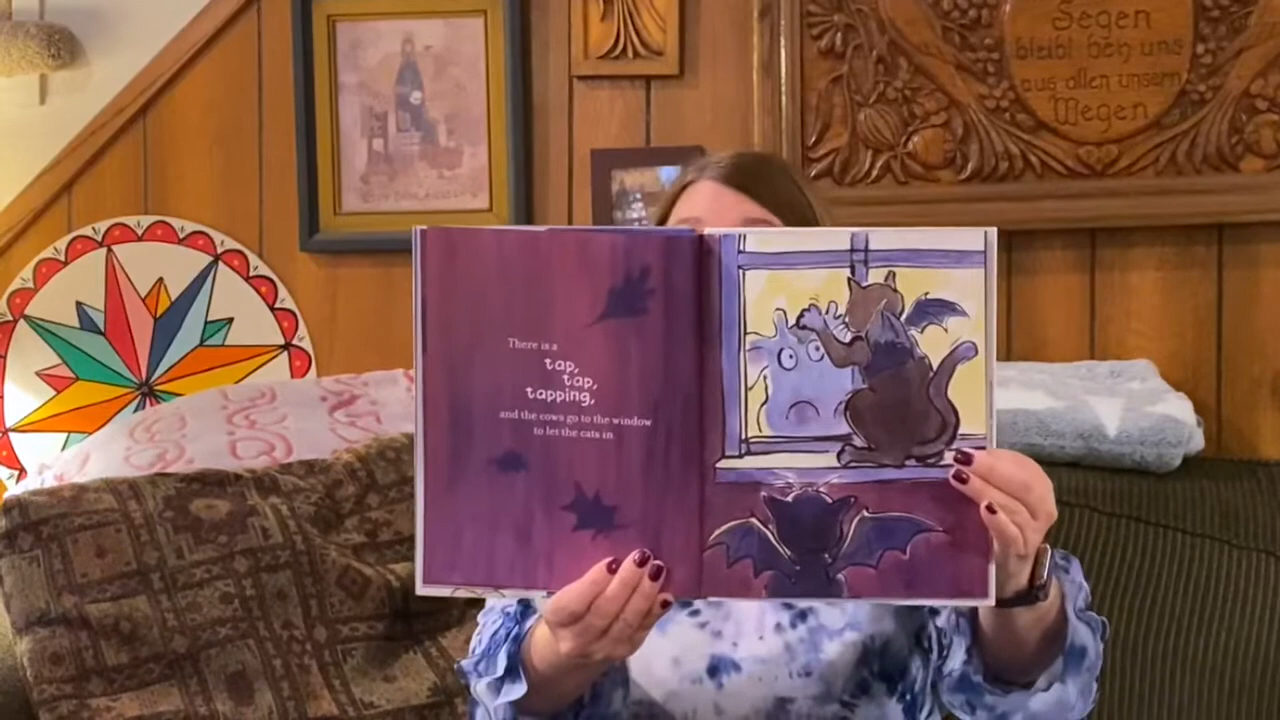 Segen
bleibt bey uns
aus allen unsern
Wegen
There is a
tap,
tap,
tapping,
and the cows go to the window
to let the cats in.